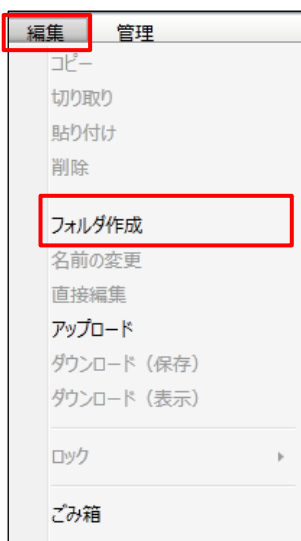 編集 管理
コピー
切り取り
貼り付け
削除
フォルダ作成
名前の変更
直接編集
アップロード
ダウンロード（保存）
ダウンロード（表示）
ロック
ごみ箱